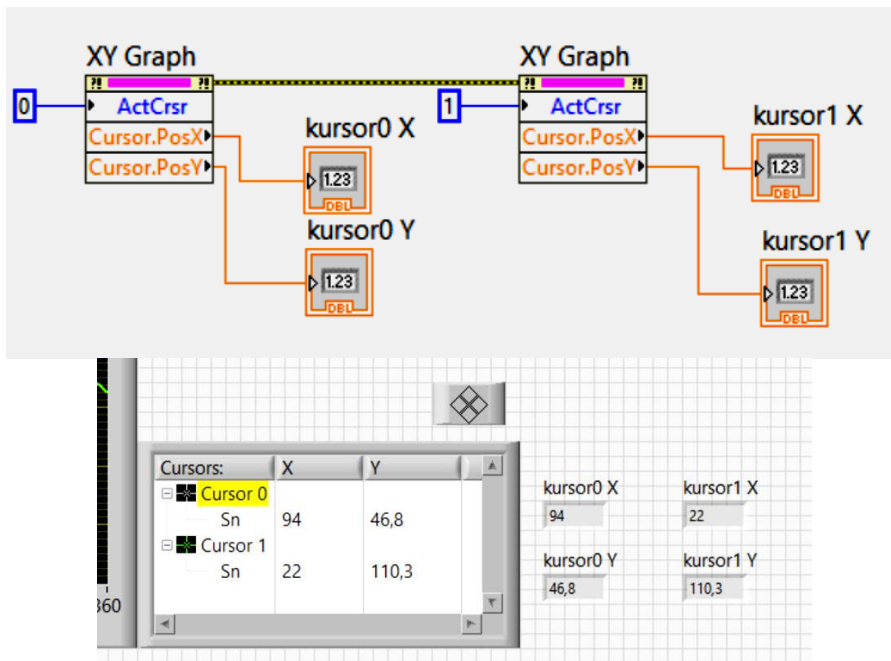 XY Graph
XY Graph
?! ?!
?! ?!
0
ActCrsr
1
ActCrsr
Cursor.PosX
kursor0 X
Cursor.PosX
kursor1 X
Cursor.PosY
1.23
DBL
Cursor.PosY
1.23
DBL
kursor0 Y
1.23
DBL
kursor1 Y
1.23
DBL
360
Cursors: X Y
Cursor 0
Sn 94 46,8
Cursor 1
Sn 22 110,3
kursor0 X
94
kursor1 X
22
kursor0 Y
46,8
kursor1 Y
110,3